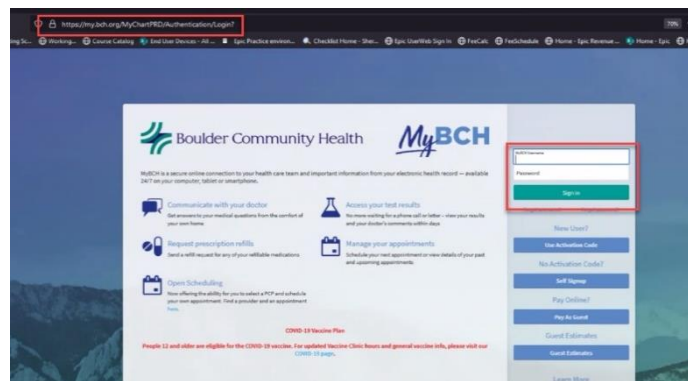 https://my.bch.org/MyChartPRD/Authentication/Login?
70%
Working... Course Catalog End User Devices - All ... Epic Practice environ... Checklist Home - Sher... Epic UserWeb Sign In FeeCalc FeeSchedule Home - Epic Revenue... Home - Epic
Boulder Community Health
MyBCH
MyBCH is a secure online connection to your health care team and important information from your electronic health record — available
24/7 on your computer, tablet or smartphone.
Communicate with your doctor
Get answers to your medical questions from the comfort of
your own home
Access your test results
No more waiting for a phone call or letter – view your results
and your doctor's comments within days
Request prescription refills
Send a refill request for any of your refillable medications
Manage your appointments
Schedule your next appointment or view details of your past
and upcoming appointments.
Open Scheduling
Now offering the ability for you to select a PCP and schedule
your own appointment. Find a provider and an appointment
here.
COVID-19 Vaccine Plan
People 12 and older are eligible for the COVID-19 vaccine. For updated Vaccine Clinic hours and general vaccine info, please visit our
COVID-19 page.
MyBCH Username
Password
Sign in
New User?
Use Activation Code
No Activation Code?
Self Signup
Pay Online?
Pay As Guest
Guest Estimates
Guest Estimates
Learn More